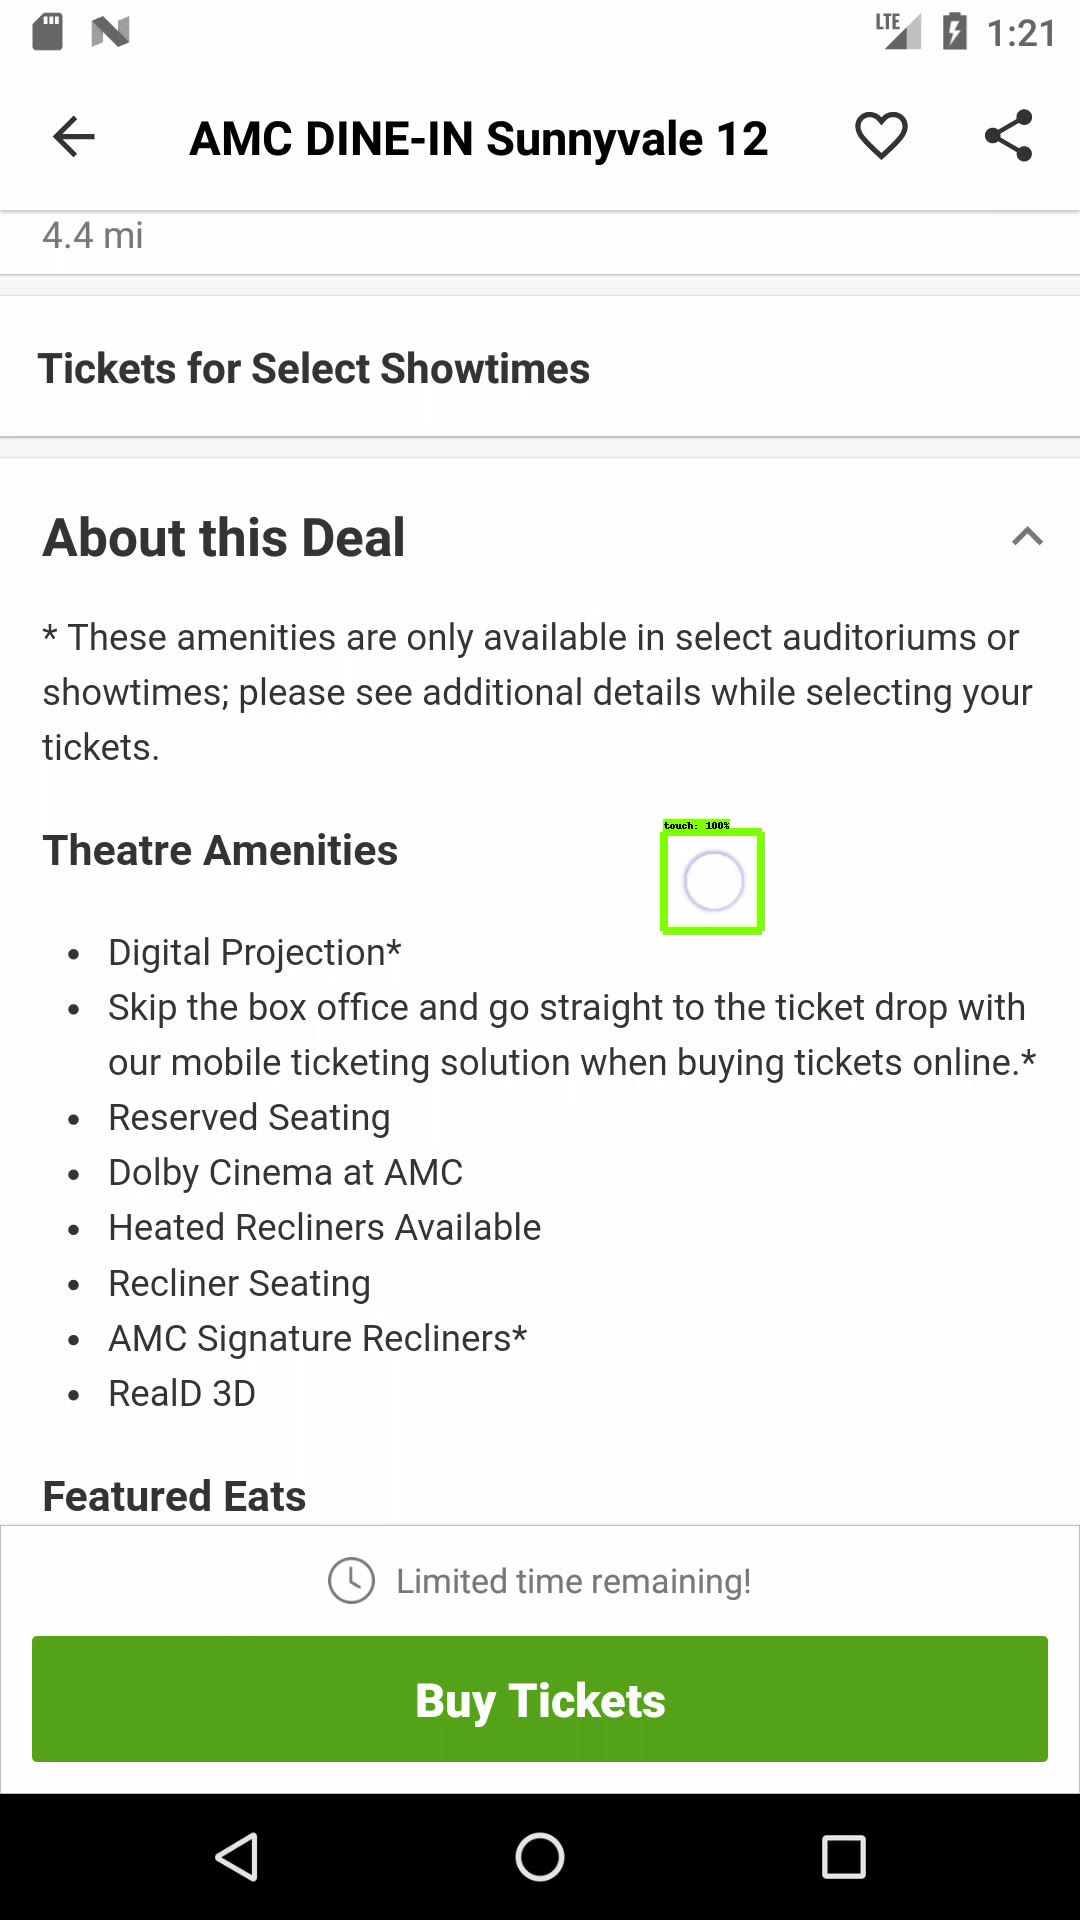 LTE 1:21
AMC DINE-IN Sunnyvale 12
4.4 mi
Tickets for Select Showtimes
About this Deal
* These amenities are only available in select auditoriums or
showtimes; please see additional details while selecting your
tickets.
touch: 100%
Theatre Amenities
• Digital Projection*
• Skip the box office and go straight to the ticket drop with
our mobile ticketing solution when buying tickets online.*
• Reserved Seating
• Dolby Cinema at AMC
• Heated Recliners Available
• Recliner Seating
• AMC Signature Recliners*
• RealD 3D
Featured Eats
Limited time remaining!
Buy Tickets